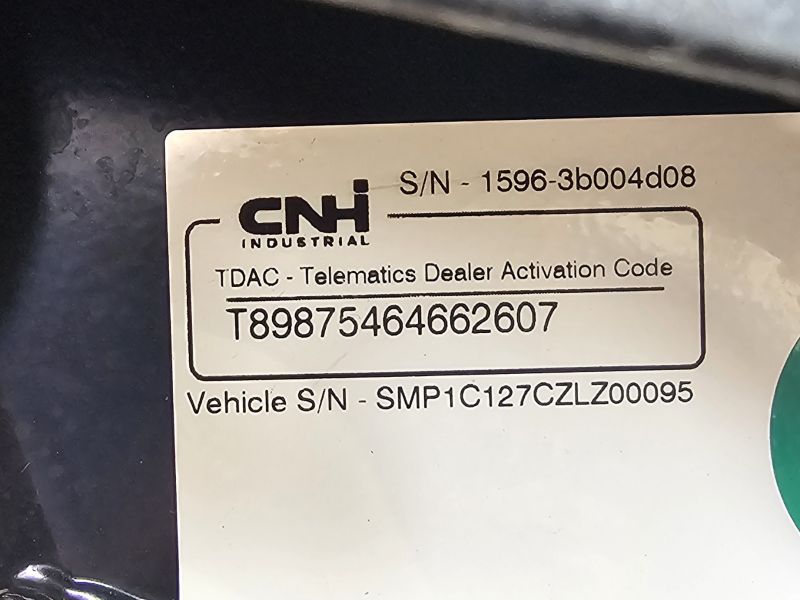 S/N - 1596-3b004d08
CNH
INDUSTRIAL
TDAC - Telematics Dealer Activation Code
T89875464662607
Vehicle S/N - SMP1C127CZLZ00095